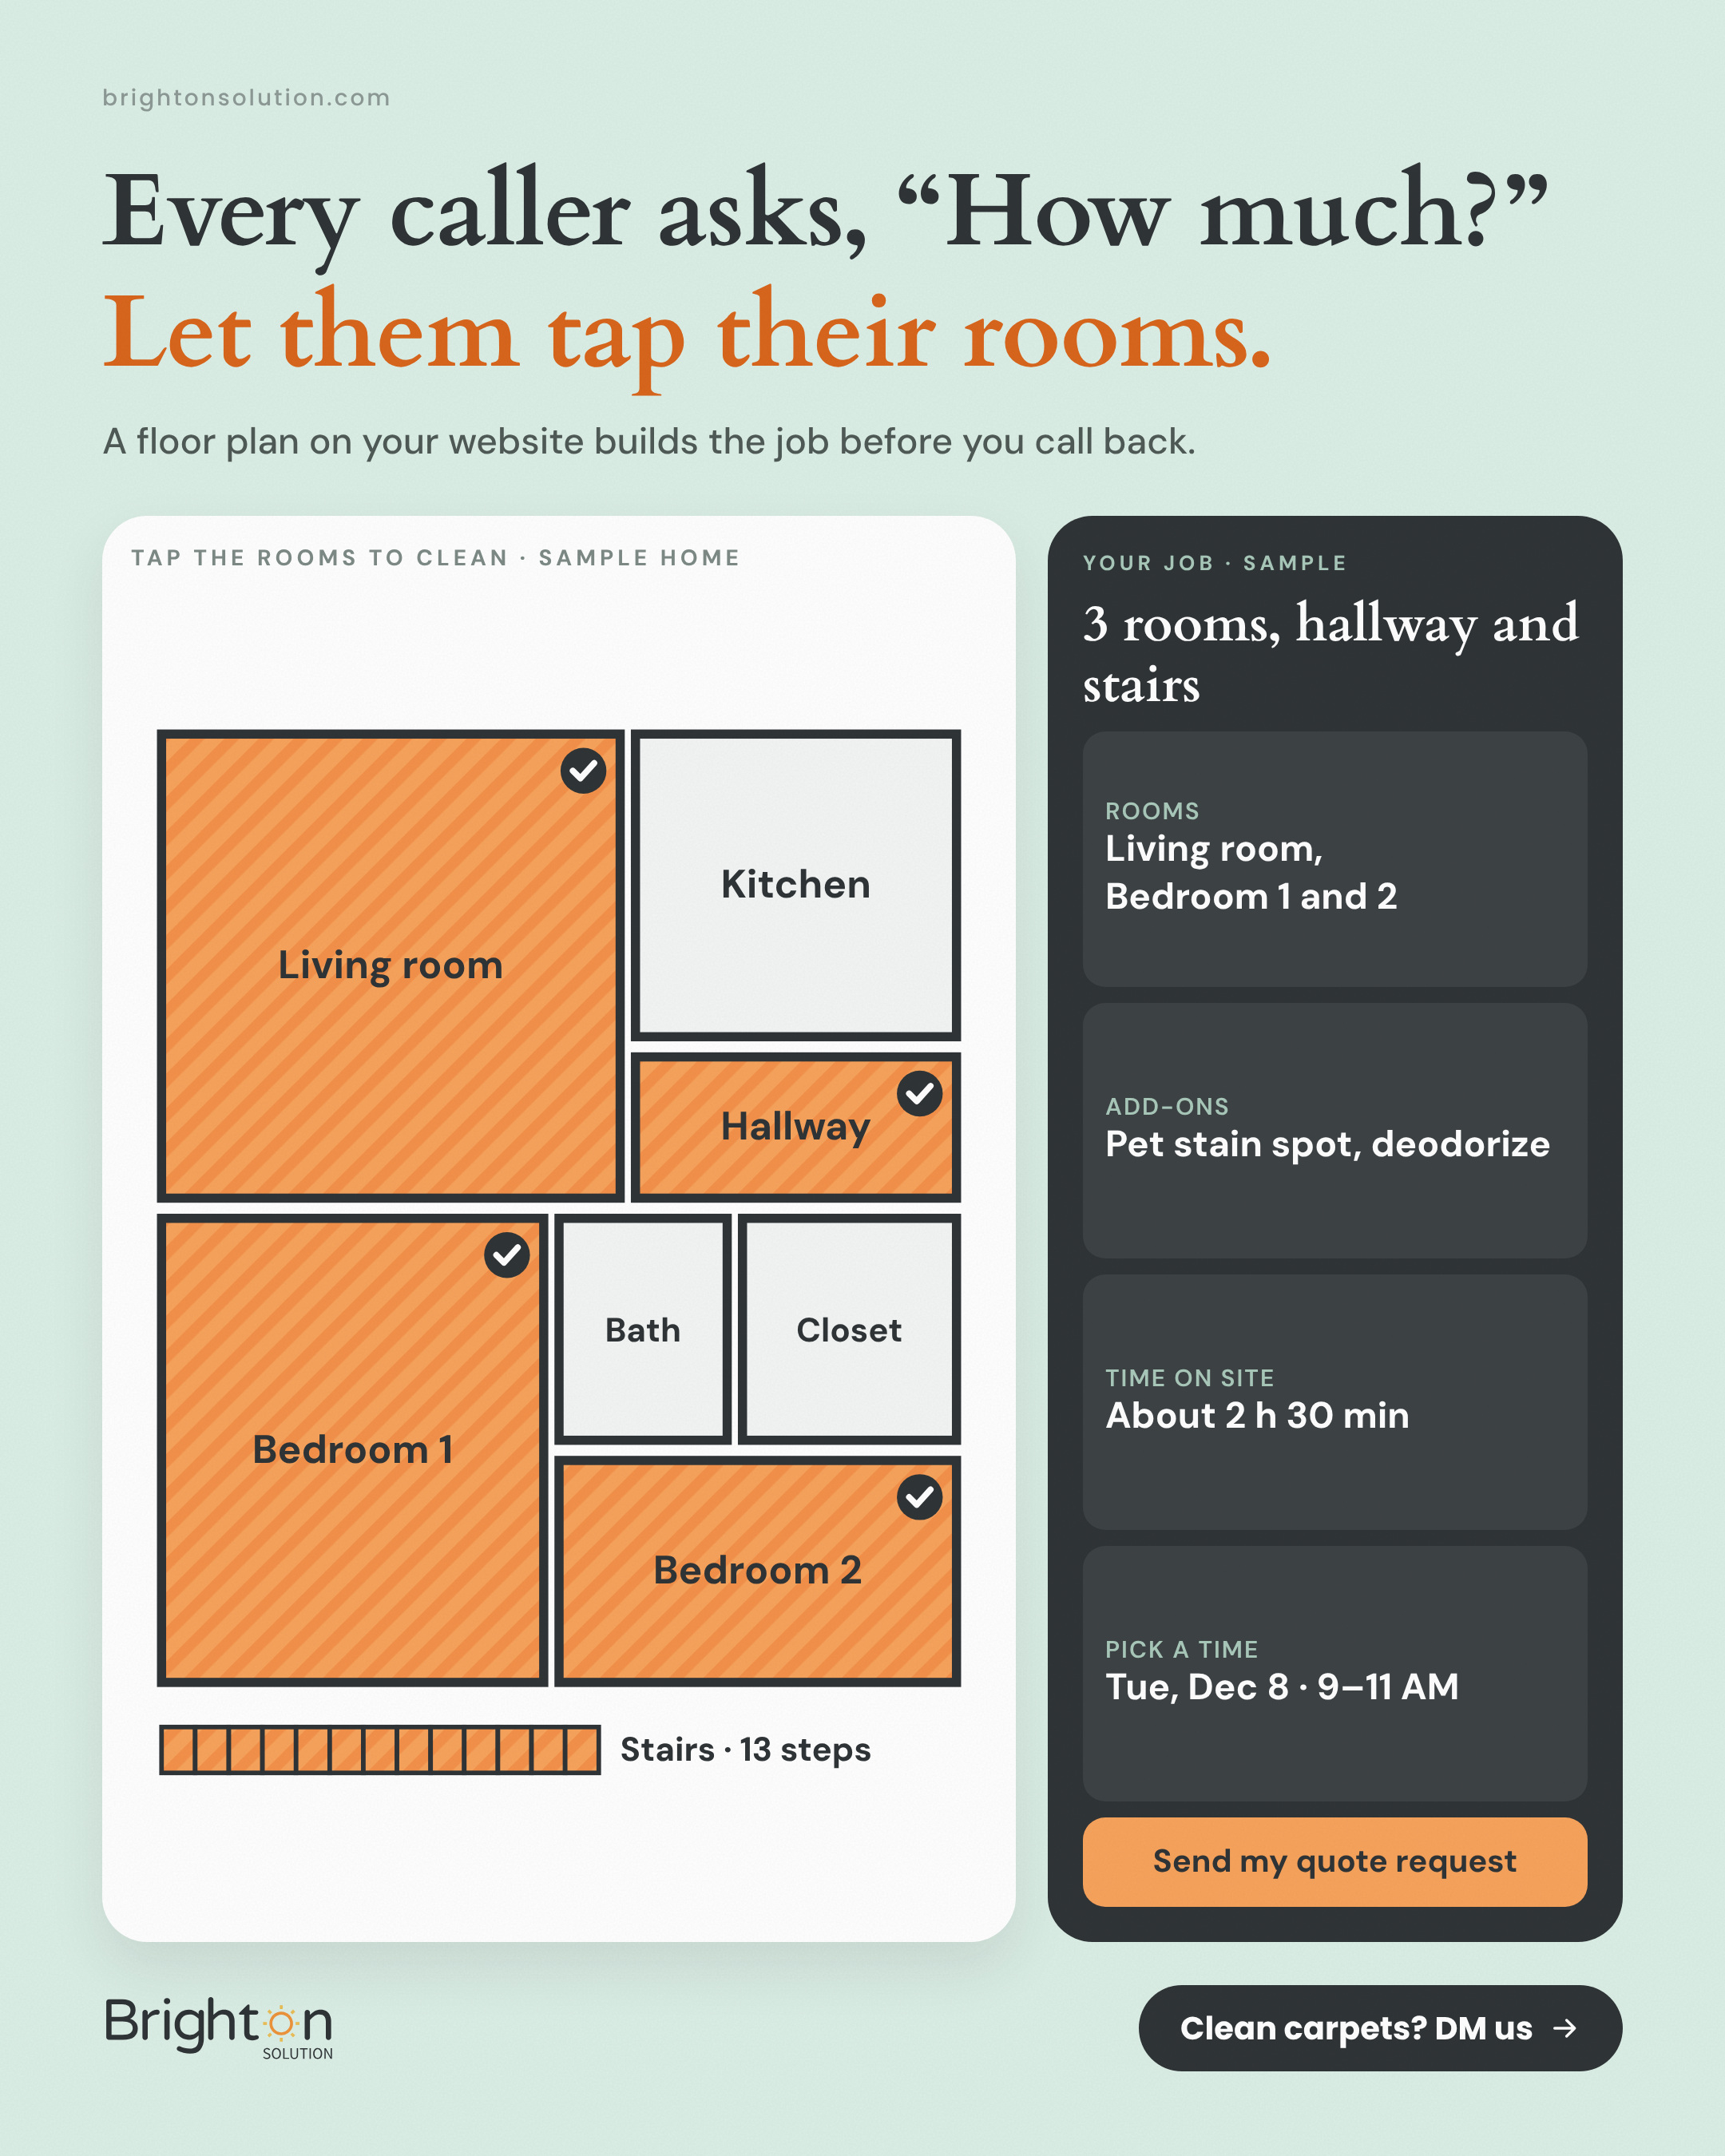 brightonsolution.com
Every caller asks, “How much?”
Let them tap their rooms.
A floor plan on your website builds the job before you call back.
TAP THE ROOMS TO CLEAN · SAMPLE HOME
Living room
Kitchen
Hallway
Bedroom 1
Bath
Closet
Bedroom 2
Stairs · 13 steps
YOUR JOB · SAMPLE
3 rooms, hallway and
stairs
ROOMS
Living room,
Bedroom 1 and 2
ADD-ONS
Pet stain spot, deodorize
TIME ON SITE
About 2 h 30 min
PICK A TIME
Tue, Dec 8 · 9–11 AM
Send my quote request
Brighton
SOLUTION
Clean carpets? DM us →